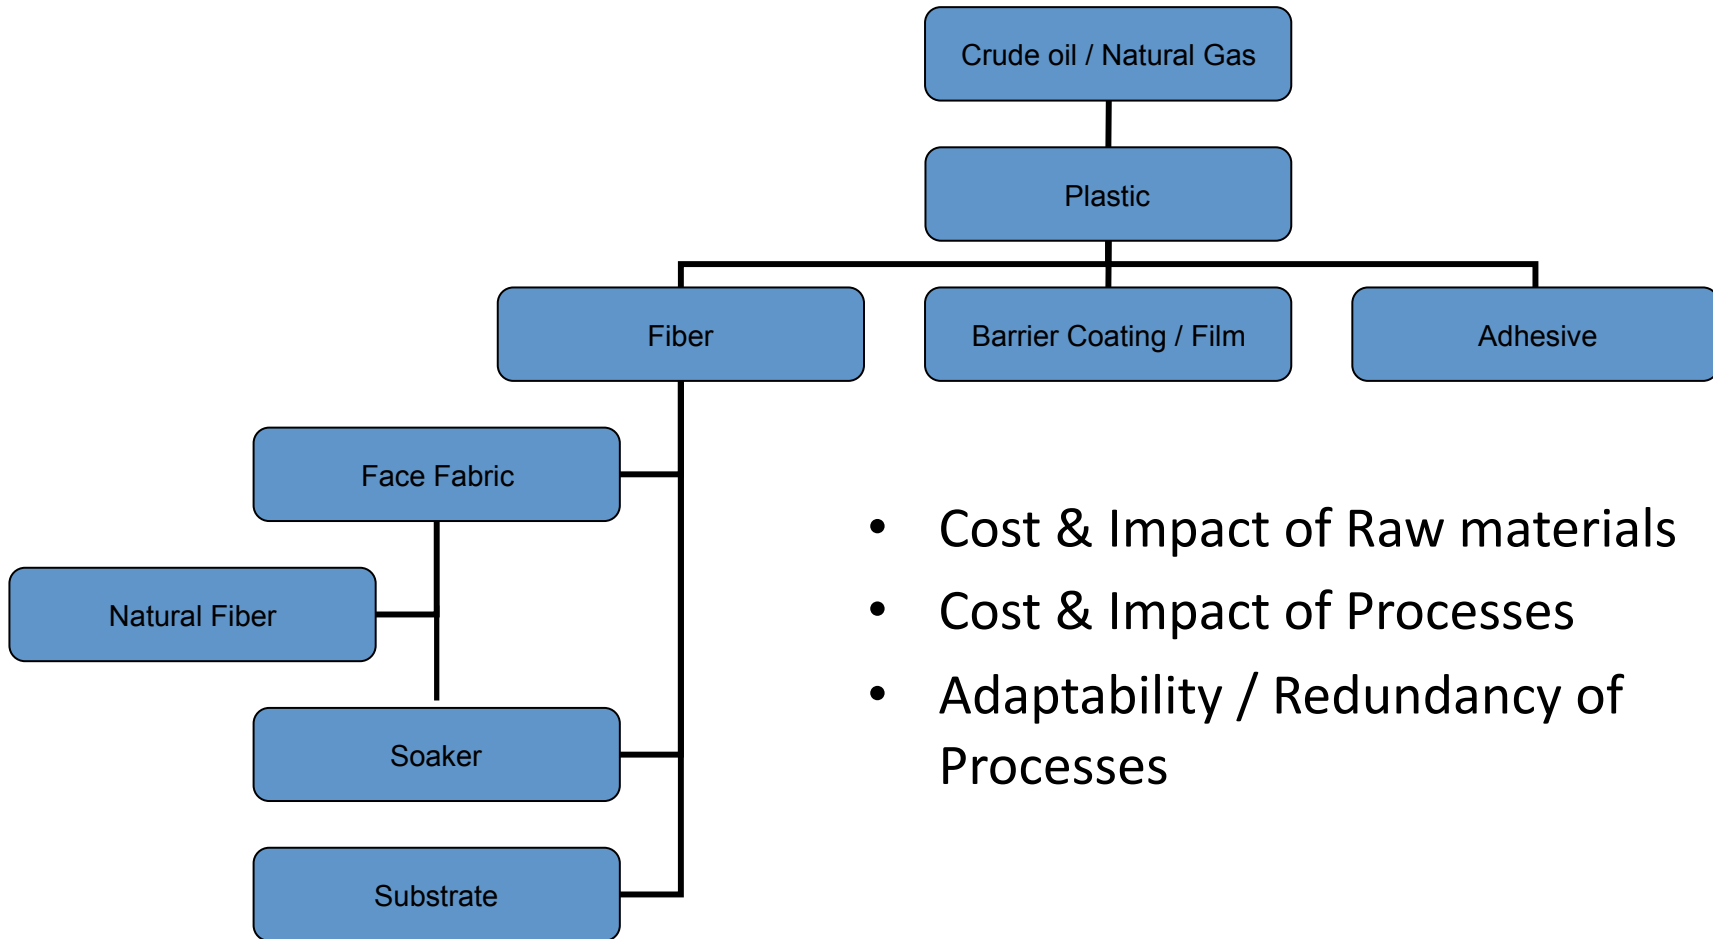 Crude oil / Natural Gas
Plastic
Fiber
Barrier Coating / Film
Adhesive
Face Fabric
Natural Fiber
Soaker
Substrate
• Cost & Impact of Raw materials
• Cost & Impact of Processes
• Adaptability / Redundancy of
Processes